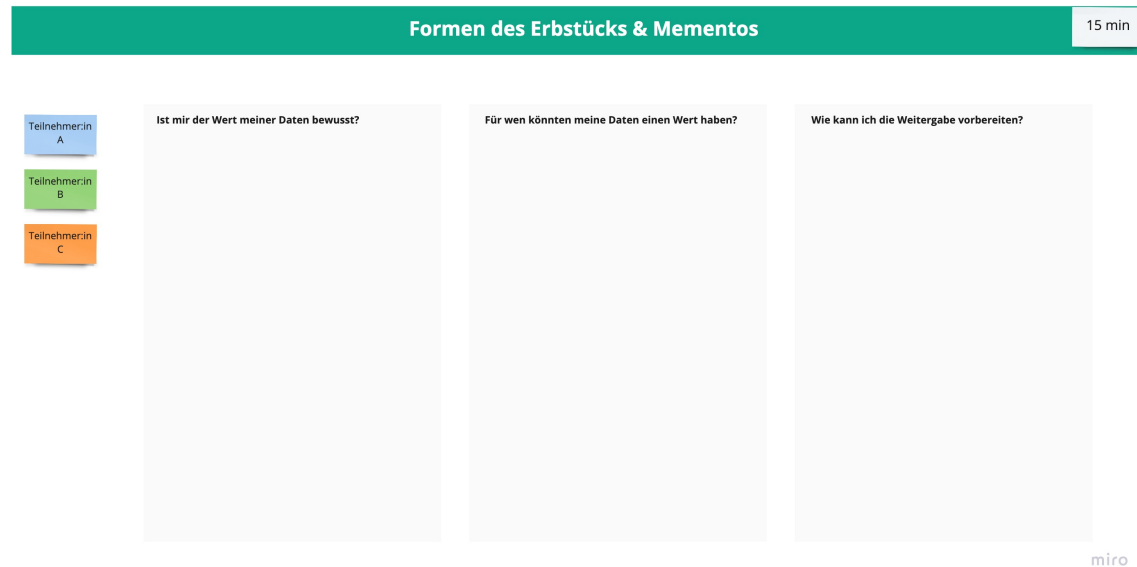 Formen des Erbstücks & Mementos
15 min
Teilnehmer:in
A
Teilnehmer:in
B
Teilnehmer:in
C
Ist mir der Wert meiner Daten bewusst?
Für wen könnten meine Daten einen Wert haben?
Wie kann ich die Weitergabe vorbereiten?
miro